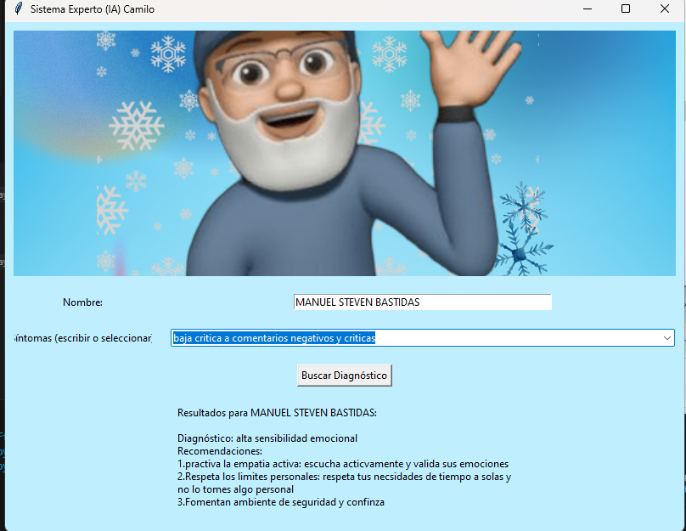 Sistema Experto (IA) Camilo
Nombre:
MANUEL STEVEN BASTIDAS
íntomas (escribir o seleccionar)
baja critica a comentarios negativos y criticas
Buscar Diagnóstico
Resultados para MANUEL STEVEN BASTIDAS:
Diagnóstico: alta sensibilidad emocional
Recomendaciones:
1.practiva la empatia activa: escucha acticvamente y valida sus emociones
2.Respeta los limites personales: respeta tus necsidades de tiempo a solas y
no lo tomes algo personal
3.Fomentan ambiente de seguridad y confinza